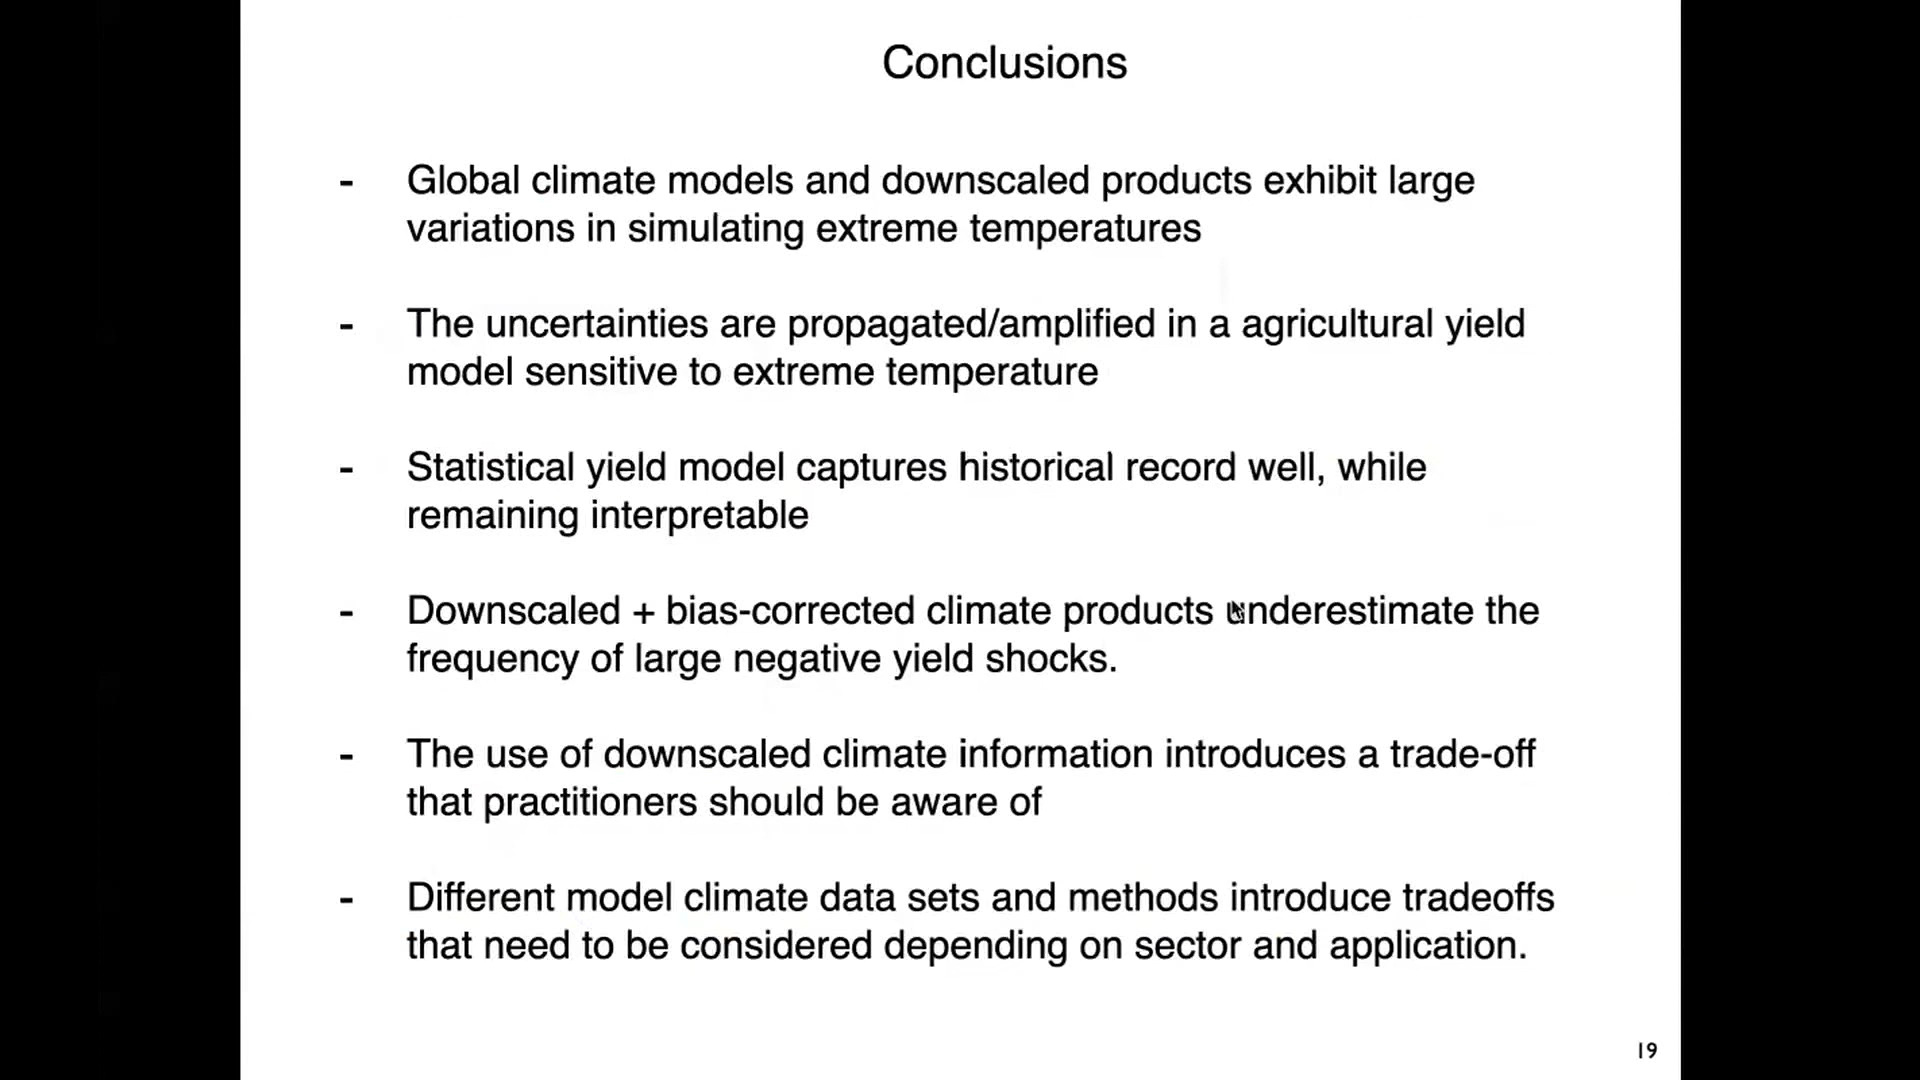 Conclusions
- Global climate models and downscaled products exhibit large
variations in simulating extreme temperatures
- The uncertainties are propagated/amplified in a agricultural yield
model sensitive to extreme temperature
- Statistical yield model captures historical record well, while
remaining interpretable
- Downscaled + bias-corrected climate products underestimate the
frequency of large negative yield shocks.
- The use of downscaled climate information introduces a trade-off
that practitioners should be aware of
- Different model climate data sets and methods introduce tradeoffs
that need to be considered depending on sector and application.
19